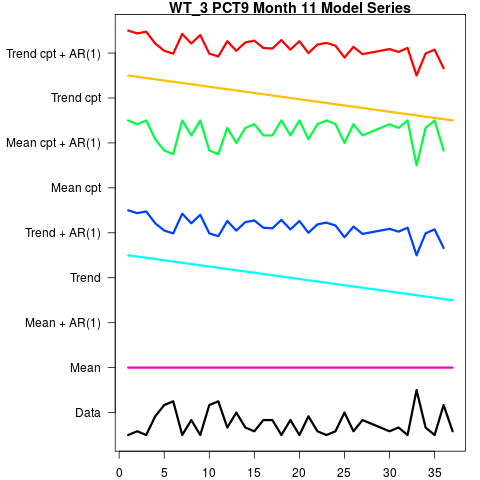 WT_3 PCT9 Month 11 Model Series
Trend cpt + AR(1)
Trend cpt
Mean cpt + AR(1)
Mean cpt
Trend + AR(1)
Trend
Mean + AR(1)
Mean
Data
0 5 10 15 20 25 30 35